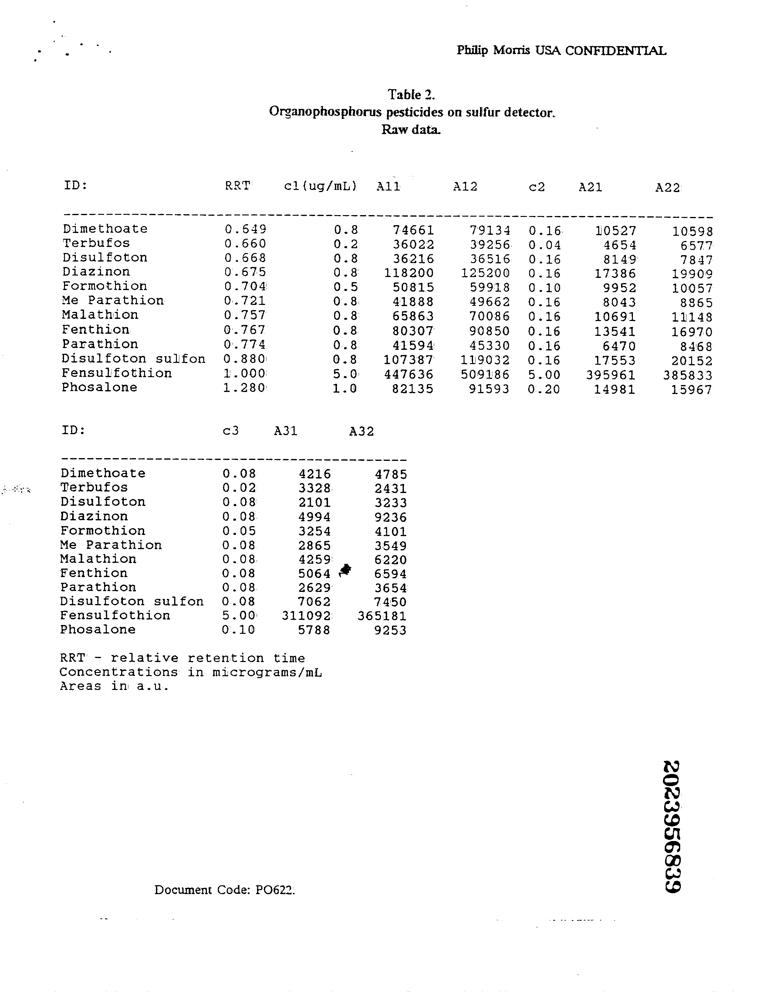 Philip Morris USA CONFIDENTIAL
Table 2.
Organophosphorus pesticides on sulfur detector.
Raw data.
ID: RRT c1(ug/mL) A11 A12 c2 A21 A22
Dimethoate 0.649 0.8 74661 79134 0.16 10527 10598
Terbufos 0.660 0.2 36022 39256 0.04 4654 6577
Disulfoton 0.668 0.8 36216 36516 0.16 8149 7847
Diazinon 0.675 0.8 118200 125200 0.16 17386 19909
Formothion 0.704 0.5 50815 59918 0.10 9952 10057
Me Parathion 0.721 0.8 41888 49662 0.16 8043 8865
Malathion 0.757 0.8 65863 70086 0.16 10691 11148
Fenthion 0.767 0.8 80307 90850 0.16 13541 16970
Parathion 0.774 0.8 41594 45330 0.16 6470 8468
Disulfoton sulfon 0.880 0.8 107387 119032 0.16 17553 20152
Fensulfothion 1.000 5.0 447636 509186 5.00 395961 385833
Phosalone 1.280 1.0 82135 91593 0.20 14981 15967
ID: c3 A31 A32
Dimethoate 0.08 4216 4785
Terbufos 0.02 3328 2431
Disulfoton 0.08 2101 3233
Diazinon 0.08 4994 9236
Formothion 0.05 3254 4101
Me Parathion 0.08 2865 3549
Malathion 0.08 4259 6220
Fenthion 0.08 5064 6594
Parathion 0.08 2629 3654
Disulfoton sulfon 0.08 7062 7450
Fensulfothion 5.00 311092 365181
Phosalone 0.10 5788 9253
RRT - relative retention time
Concentrations in micrograms/mL
Areas in a.u.
2023956839
Document Code: PO622.